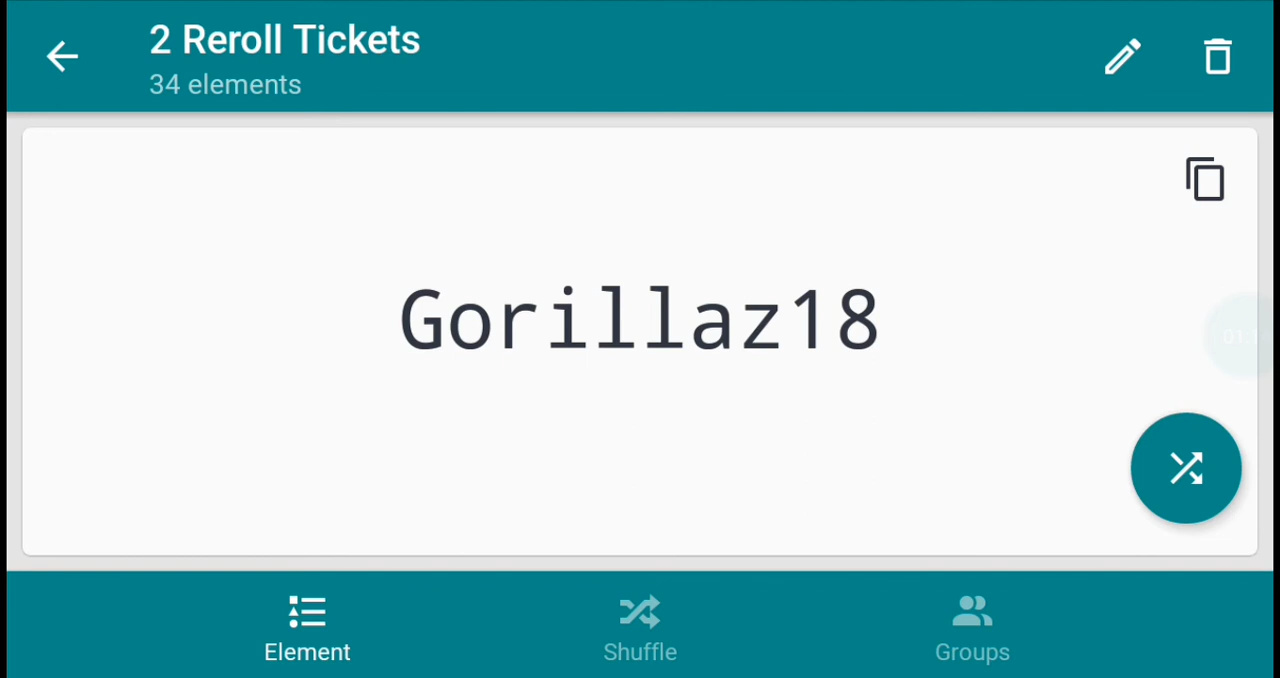 2 Reroll Tickets
34 elements
Gorillaz18
Element
Shuffle
Groups